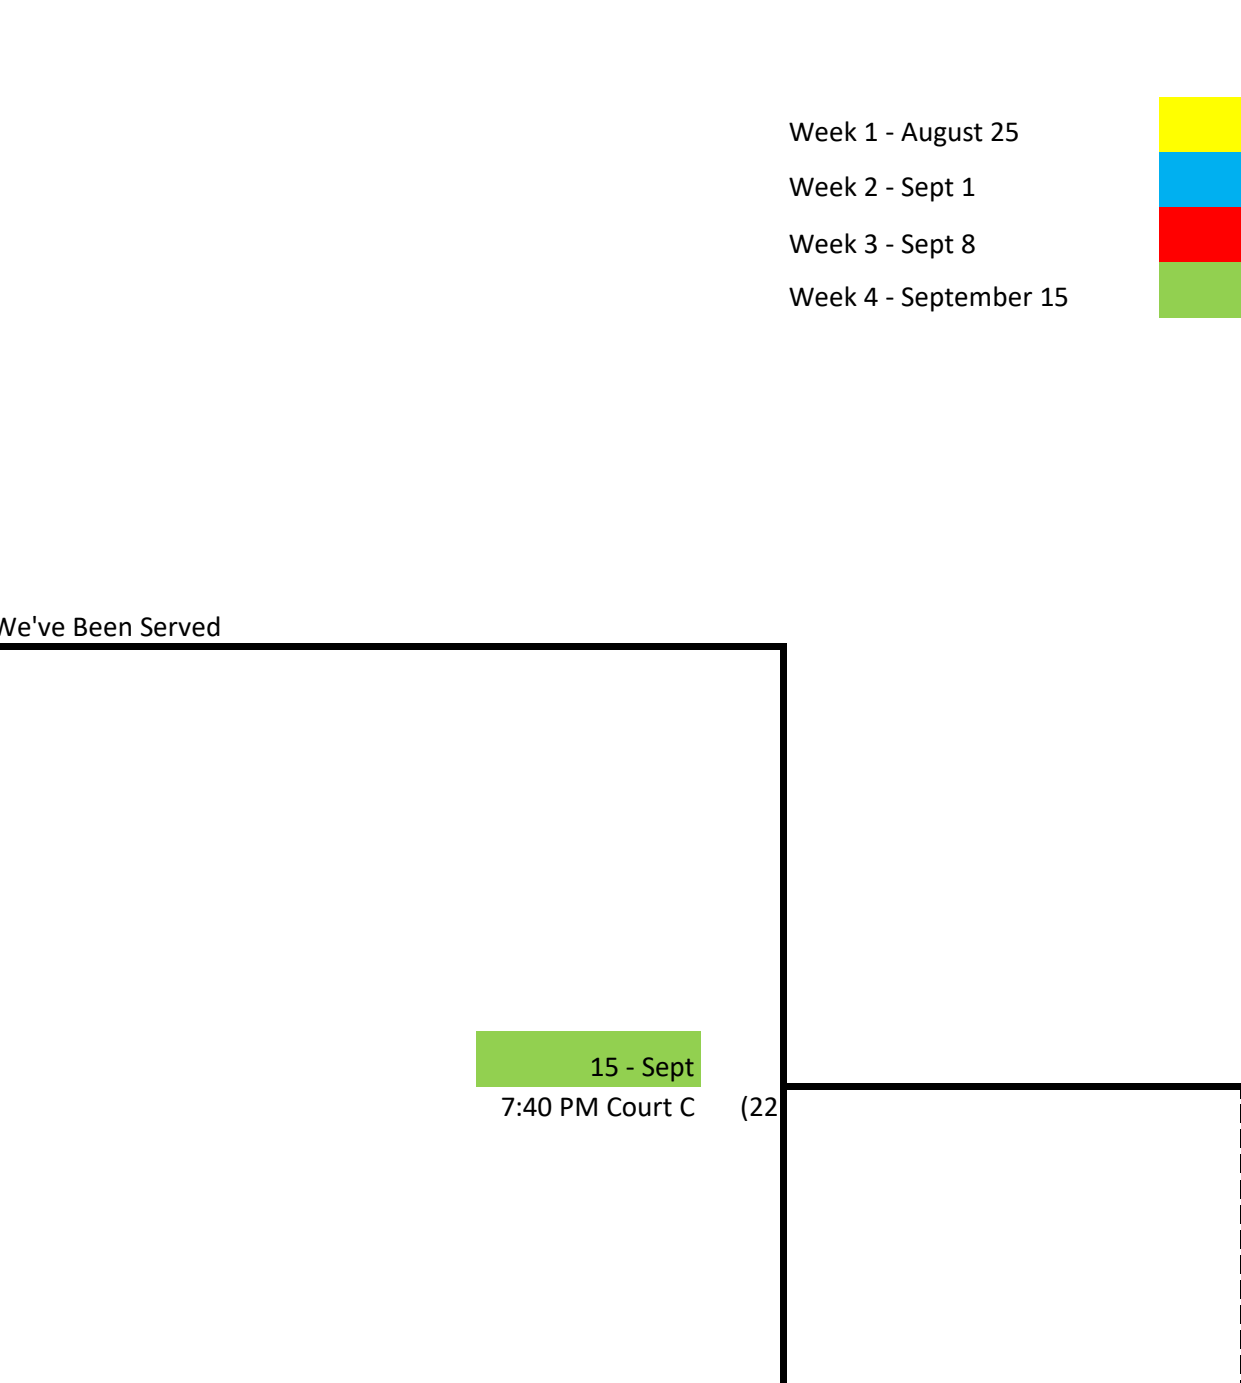 Week 1 - August 25
Week 2 - Sept 1
Week 3 - Sept 8
Week 4 - September 15
We've Been Served
15 - Sept
7:40 PM Court C (22